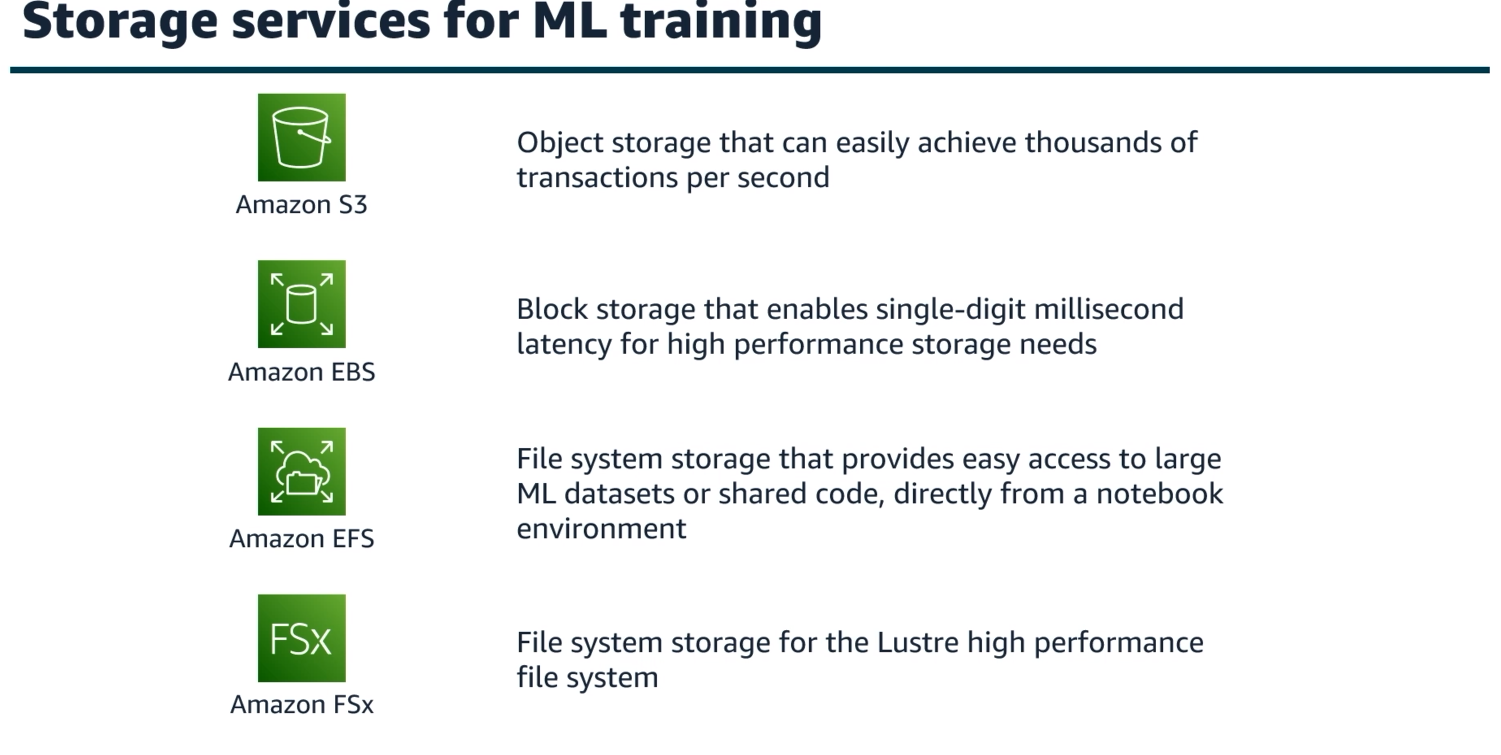 Storage services for ML training
Object storage that can easily achieve thousands of
transactions per second
Amazon S3
Block storage that enables single-digit millisecond
latency for high performance storage needs
Amazon EBS
File system storage that provides easy access to large
ML datasets or shared code, directly from a notebook
environment
Amazon EFS
FSx
File system storage for the Lustre high performance
file system
Amazon FSx